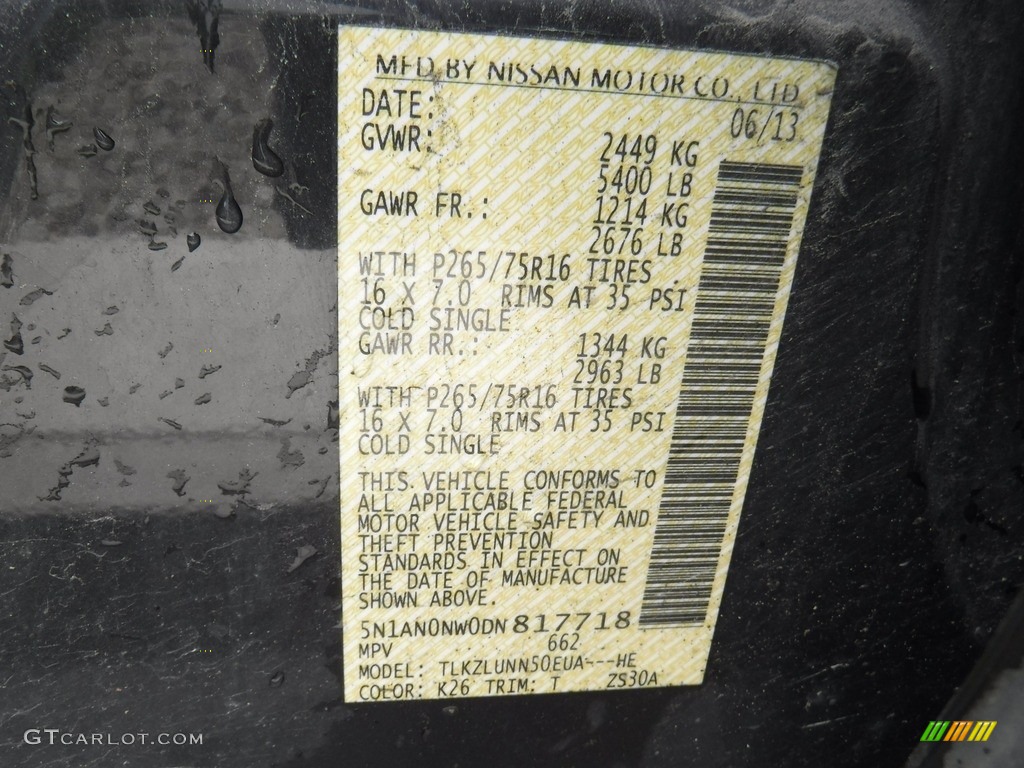 MFD BY NISSAN MOTOR CO., LTD
DATE: 06/13
GVWR: 2449 KG
5400 LB
GAWR FR.: 1214 KG
2676 LB
WITH P265/75R16 TIRES
16 X 7.0 RIMS AT 35 PSI
COLD SINGLE
GAWR RR.: 1344 KG
2963 LB
WITH P265/75R16 TIRES
16 X 7.0 RIMS AT 35 PSI
COLD SINGLE
THIS VEHICLE CONFORMS TO
ALL APPLICABLE FEDERAL
MOTOR VEHICLE SAFETY AND
THEFT PREVENTION
STANDARDS IN EFFECT ON
THE DATE OF MANUFACTURE
SHOWN ABOVE.
5N1AN0NW0DN 817718
MPV 662
MODEL: TLKZLUNN50EUA---HE
COLOR: K26 TRIM: T ZS30A
GTCARLOT.COM